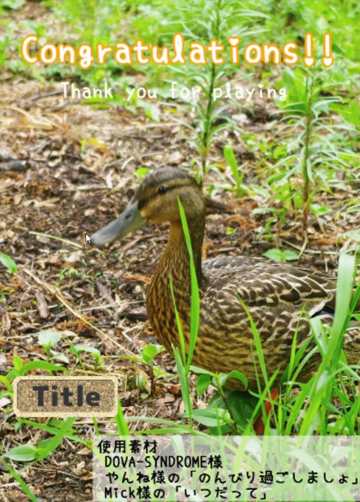 Congratulations!!
Thank you for playing
Title
使用素材
DOVA-SYNDROME様
やんね様の「のんびり過ごしましょ」
Mick様の「いつだって」